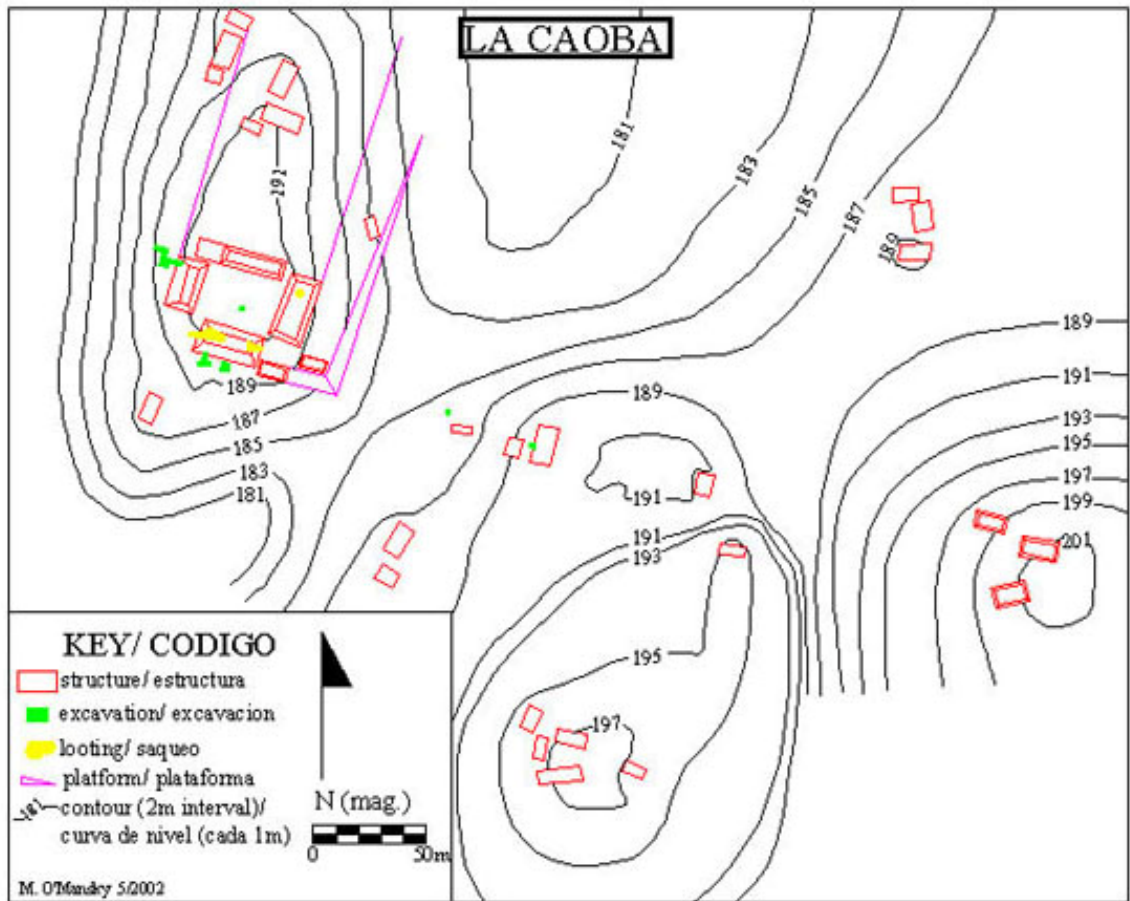 LA CAOBA
181
183
185
187
191
189
189
191
193
195
197
199
201
189
187
185
183
181
189
191
191
193
195
197
KEY/ CODIGO
structure/ estructura
excavation/ excavacion
looting/ saqueo
platform/ plataforma
181
contour (2m interval)/
curva de nivel (cada 1m)
N (mag.)
0 50m
M. O'Mansky 5/2002